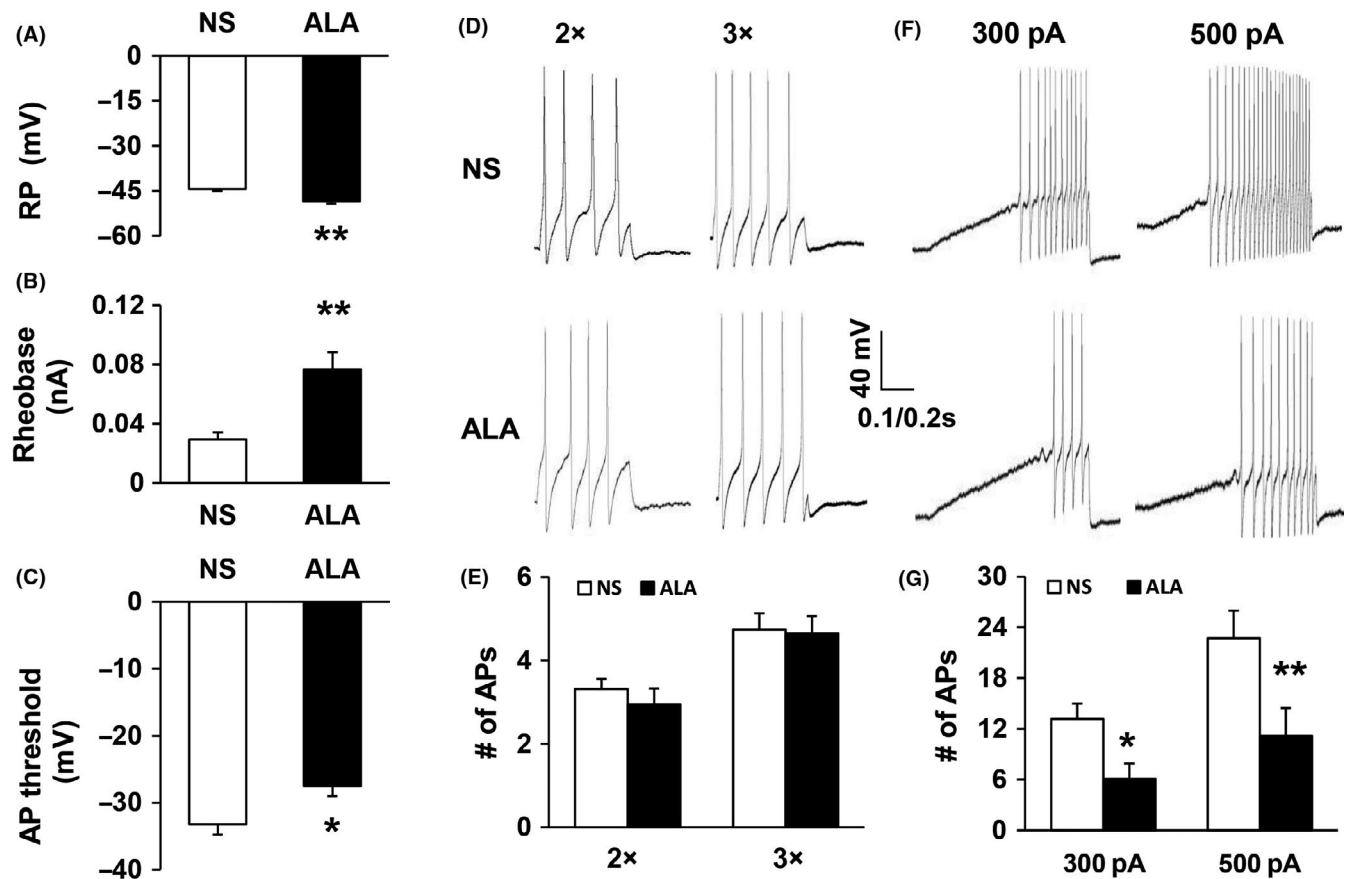 (A)
NS ALA
0
−15
−30
−45
−60
RP (mV)
**
(B)
0.12
0.08
0.04
0
Rheobase
(nA)
**
NS ALA
(C)
NS ALA
0
−10
−20
−30
−40
AP threshold
(mV)
*
(D)
2× 3×
NS
ALA
40 mV
0.1/0.2s
(E)
6
4
2
0
# of APs
NS ALA
2× 3×
(F)
300 pA 500 pA
(G)
30
24
18
12
6
0
# of APs
NS ALA
*
**
300 pA 500 pA